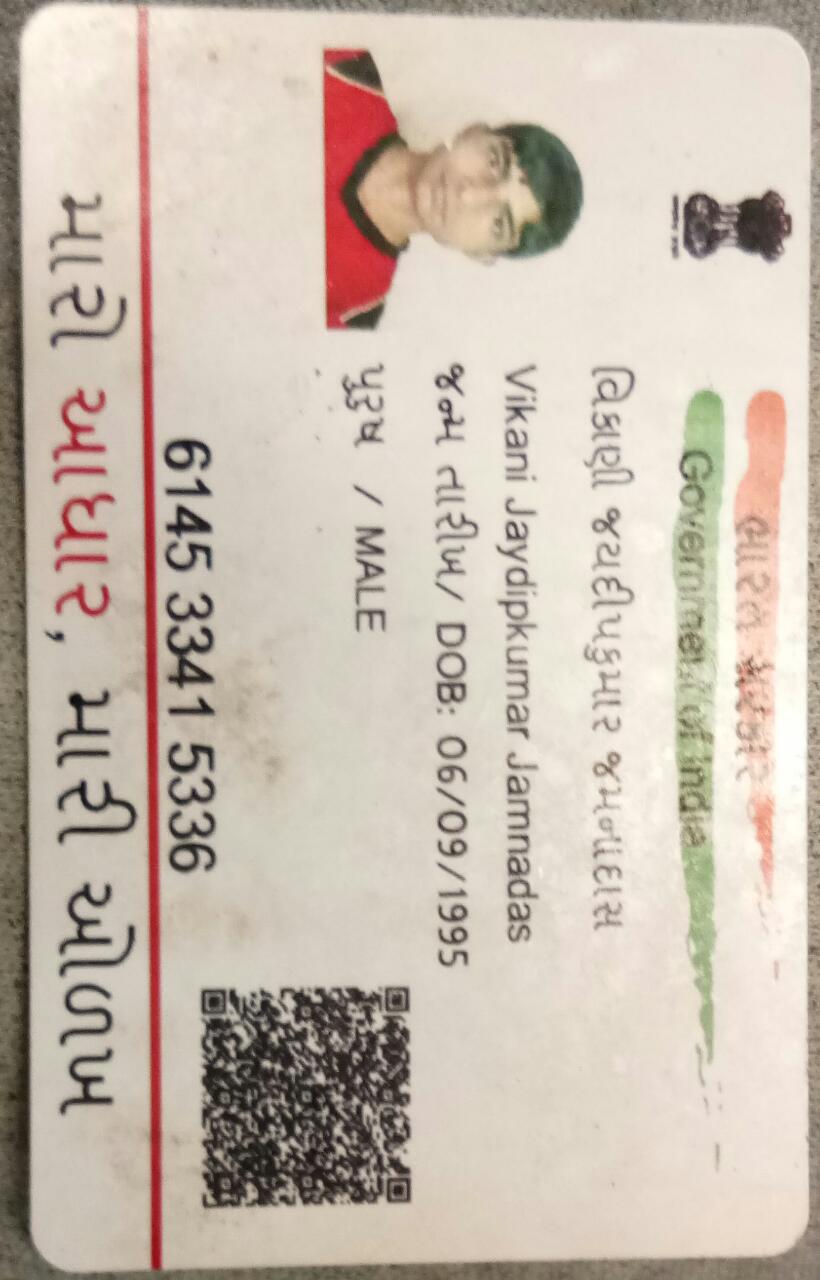 ભારત સરકાર
Government of India
વિકાણી જયદીપકુમાર જમનાદાસ
Vikani Jaydipkumar Jamnadas
જન્મ તારીખ/ DOB: 06/09/1995
પુરુષ / MALE
6145 3341 5336
મારો આધાર, મારી ઓળખ